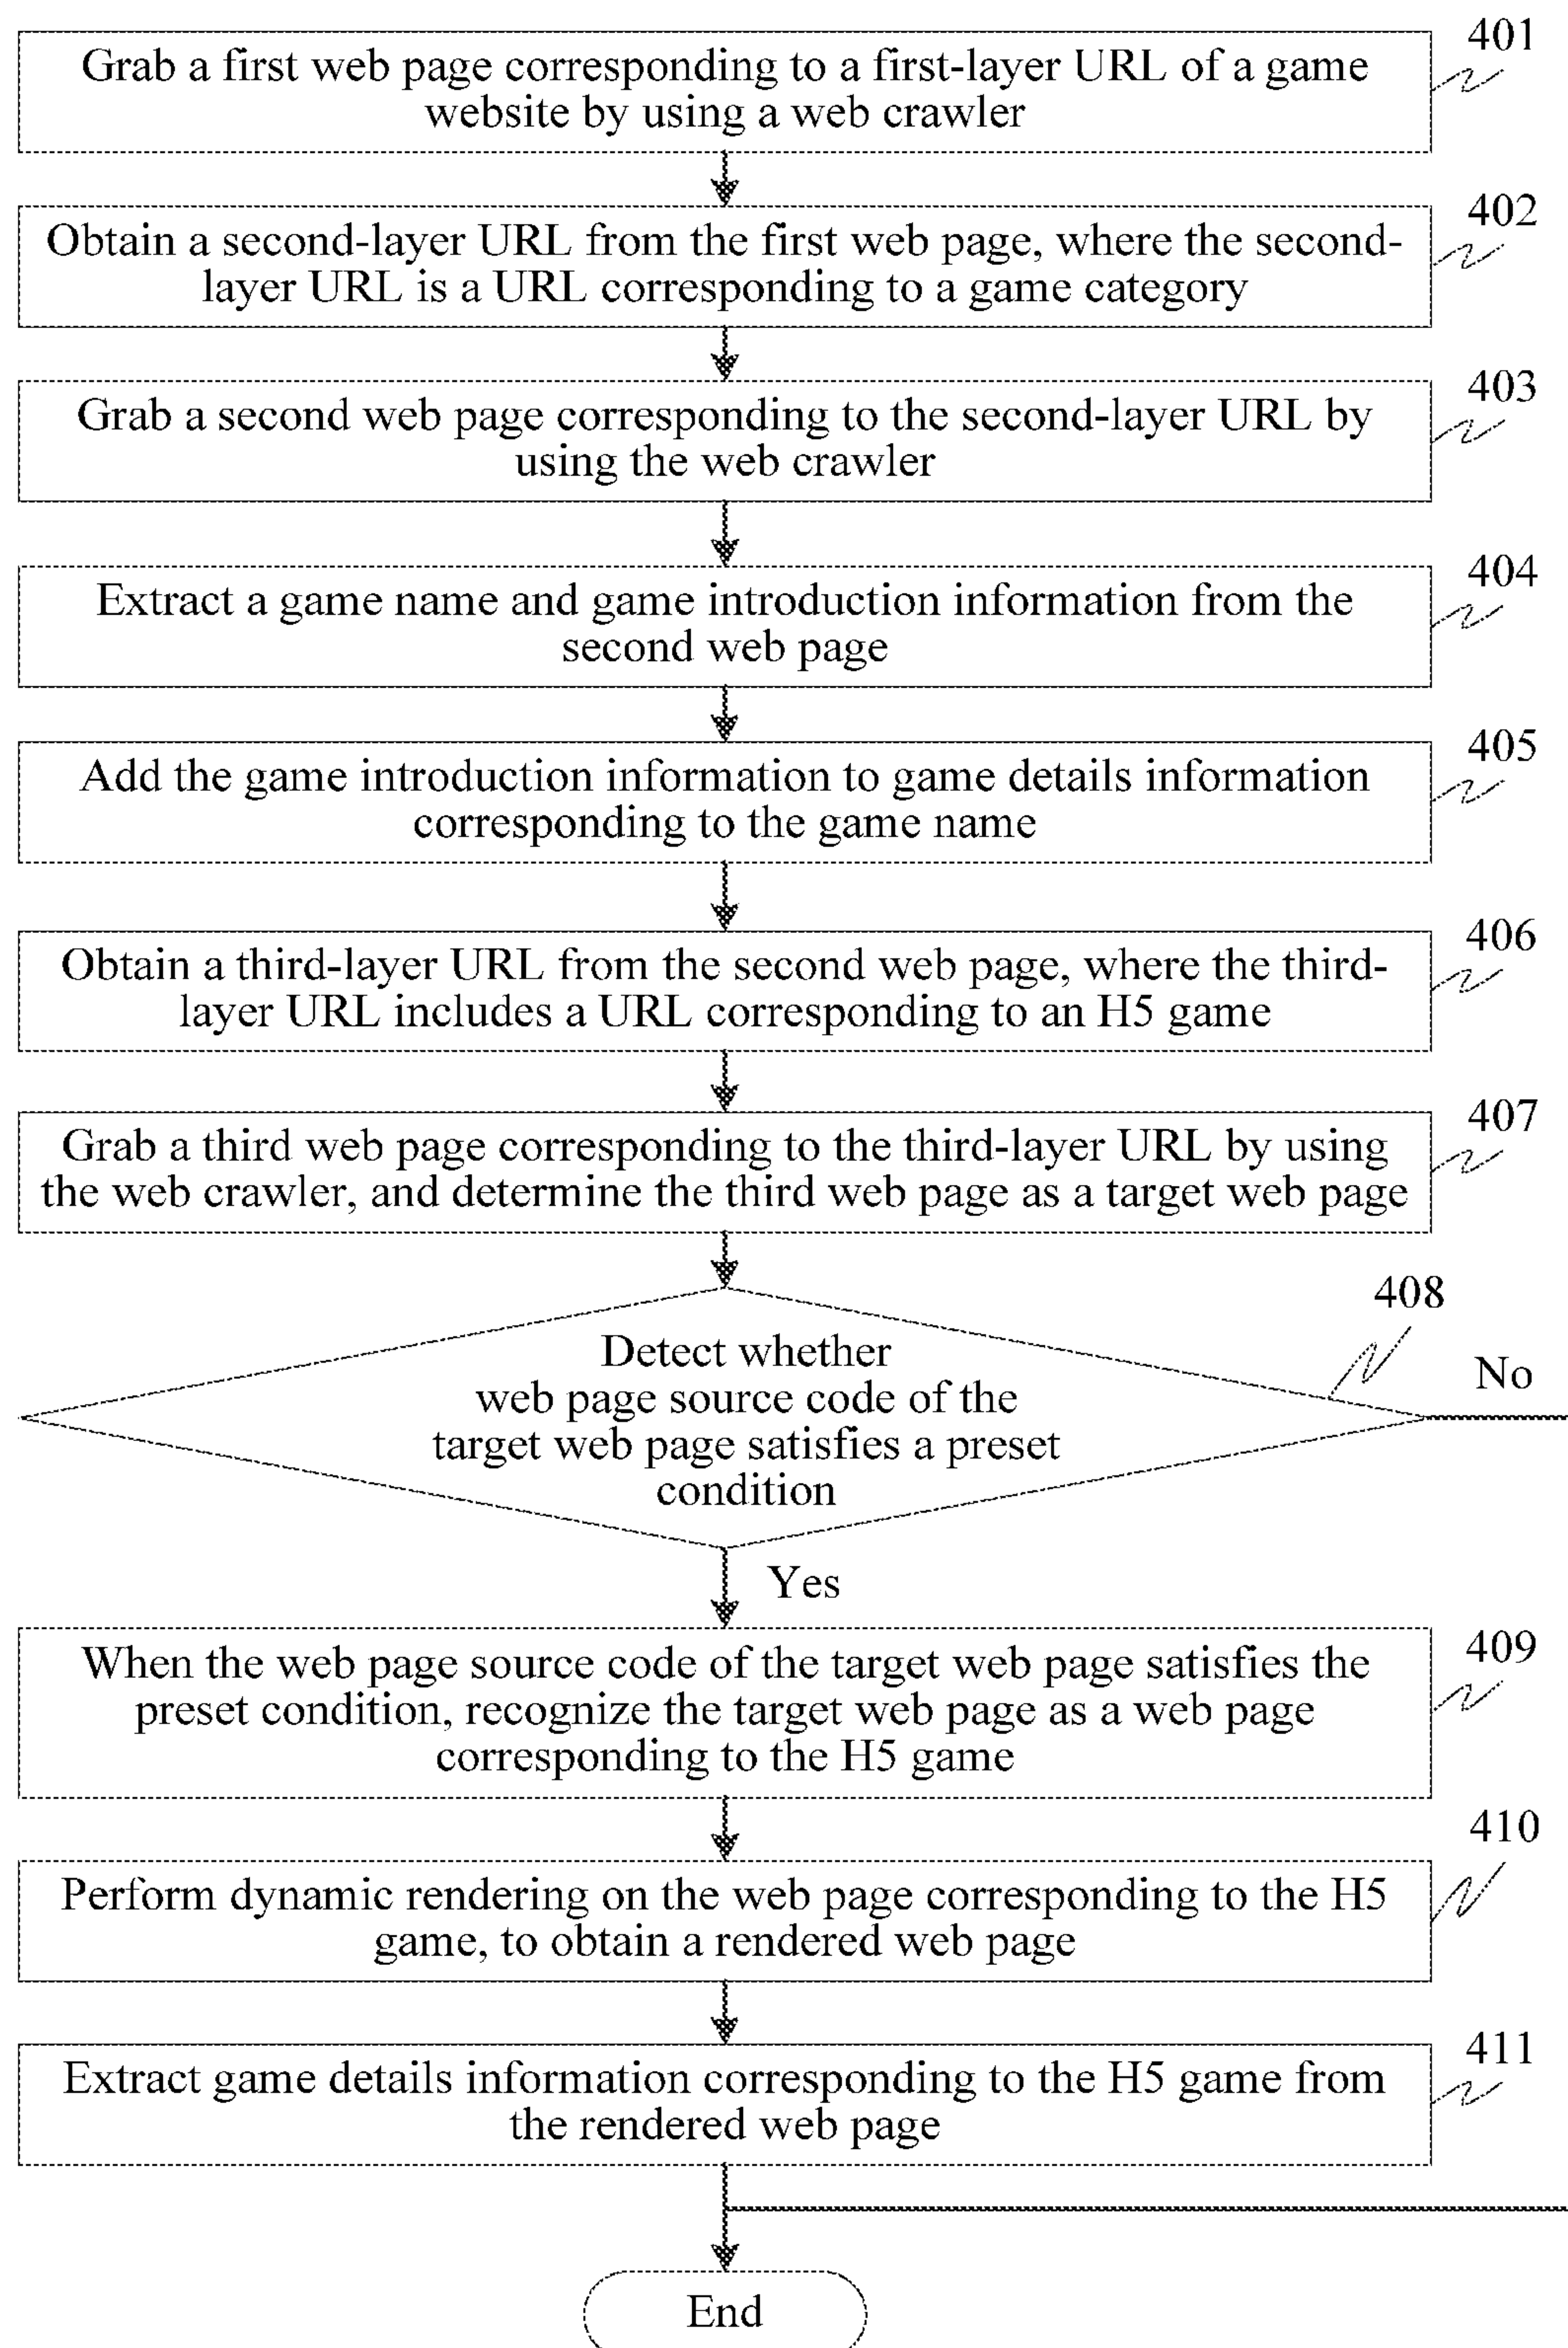 401
Grab a first web page corresponding to a first-layer URL of a game
website by using a web crawler
402
Obtain a second-layer URL from the first web page, where the second-
layer URL is a URL corresponding to a game category
403
Grab a second web page corresponding to the second-layer URL by
using the web crawler
404
Extract a game name and game introduction information from the
second web page
405
Add the game introduction information to game details information
corresponding to the game name
406
Obtain a third-layer URL from the second web page, where the third-
layer URL includes a URL corresponding to an H5 game
407
Grab a third web page corresponding to the third-layer URL by using
the web crawler, and determine the third web page as a target web page
408
Detect whether
web page source code of the
target web page satisfies a preset
condition
No
Yes
409
When the web page source code of the target web page satisfies the
preset condition, recognize the target web page as a web page
corresponding to the H5 game
410
Perform dynamic rendering on the web page corresponding to the H5
game, to obtain a rendered web page
411
Extract game details information corresponding to the H5 game from
the rendered web page
End